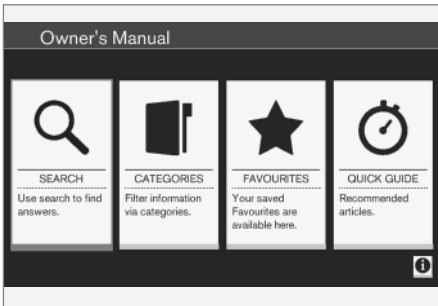 Owner's Manual
SEARCH
Use search to find
answers.
CATEGORIES
Filter information
via categories.
FAVOURITES
Your saved
Favourites are
available here.
QUICK GUIDE
Recommended
articles.